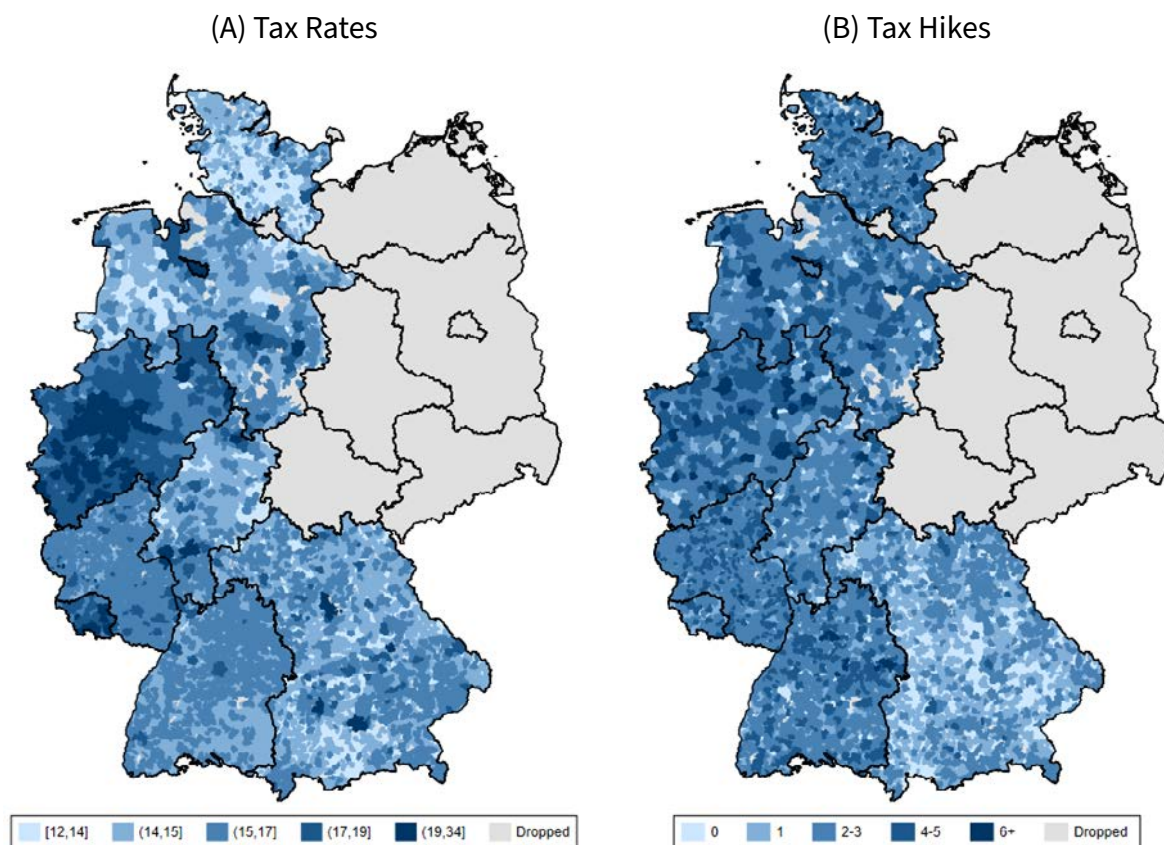 (A) Tax Rates
(B) Tax Hikes
[12,14] (14,15] (15,17] (17,19] (19,34] Dropped
0 1 2-3 4-5 6+ Dropped